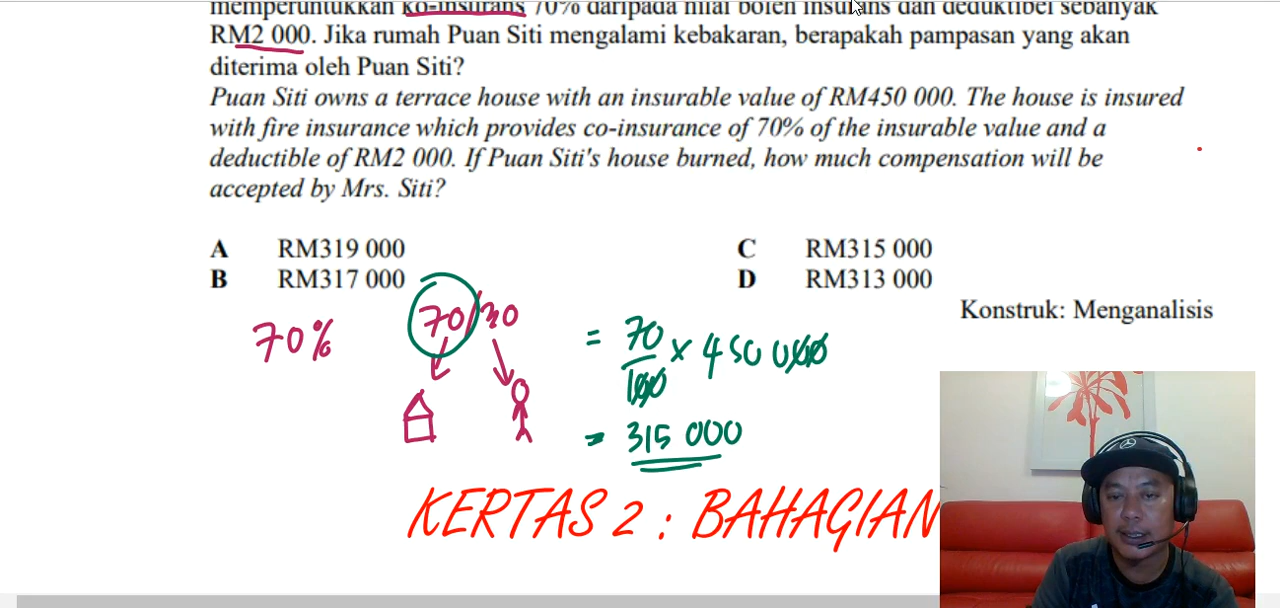 memperuntukkan ko-insurans 70% daripada nilai boleh insurans dan deduktibel sebanyak
RM2 000. Jika rumah Puan Siti mengalami kebakaran, berapakah pampasan yang akan
diterima oleh Puan Siti?
Puan Siti owns a terrace house with an insurable value of RM450 000. The house is insured
with fire insurance which provides co-insurance of 70% of the insurable value and a
deductible of RM2 000. If Puan Siti's house burned, how much compensation will be
accepted by Mrs. Siti?
A RM319 000 C RM315 000
B RM317 000 D RM313 000
Konstruk: Menganalisis
70% 70/30 = 70/100 × 450 000
= 315 000
KERTAS 2 : BAHAGIAN